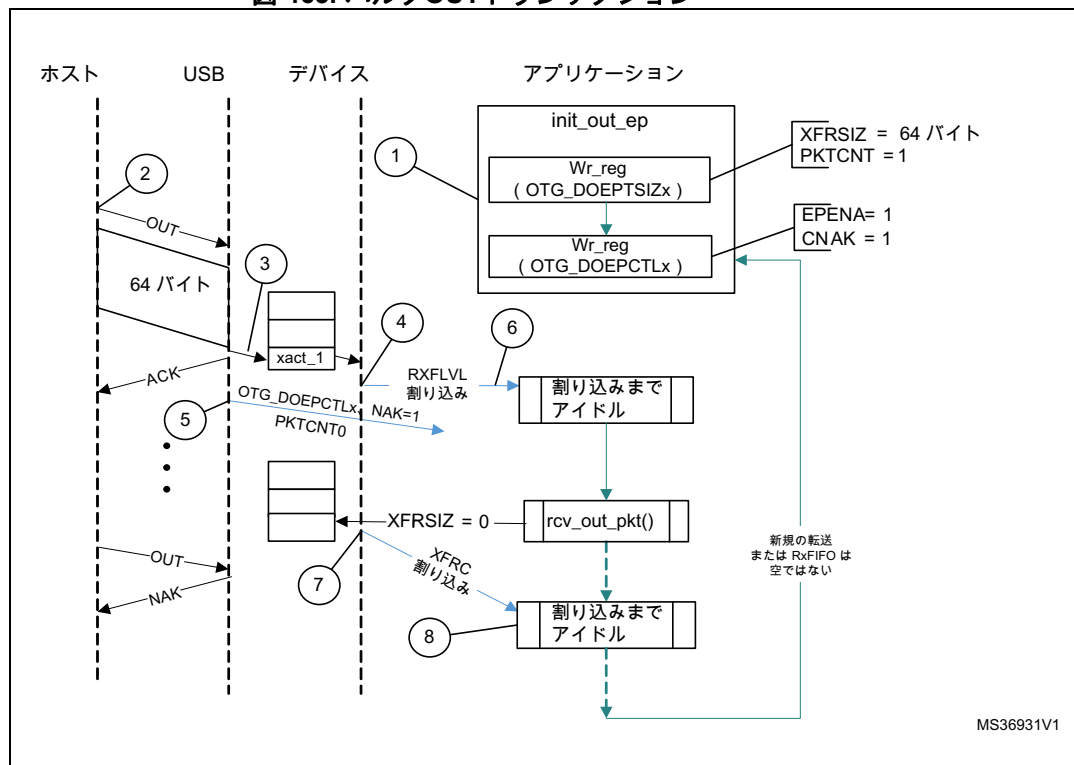 ホスト
USB
デバイス
アプリケーション
init_out_ep
1
Wr_reg
( OTG_DOEPTSIZx )
XFRSIZ = 64 バイト
PKTCNT = 1
Wr_reg
( OTG_DOEPCTLx )
EPENA= 1
CNAK = 1
2
OUT
64 バイト
3
xact_1
4
6
ACK
RXFLVL
割り込み
割り込みまで
アイドル
5
OTG_DOEPCTLx, NAK=1
PKTCNT0
XFRSIZ = 0
rcv_out_pkt()
新規の転送
または RxFIFO は
空ではない
OUT
NAK
7
XFRC
割り込み
8
割り込みまで
アイドル
MS36931V1